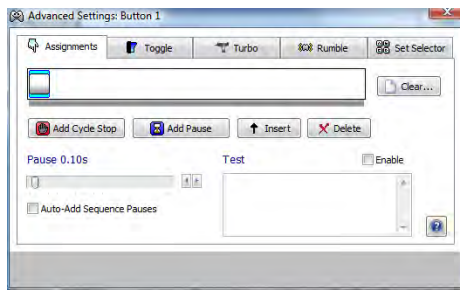 Advanced Settings: Button 1
Assignments Toggle Turbo Rumble Set Selector
Clear...
Add Cycle Stop Add Pause Insert Delete
Pause 0.10s Test Enable
Auto-Add Sequence Pauses